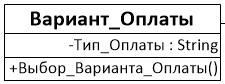 Вариант_Оплаты
-Тип_Оплаты : String
+Выбор_Варианта_Оплаты()